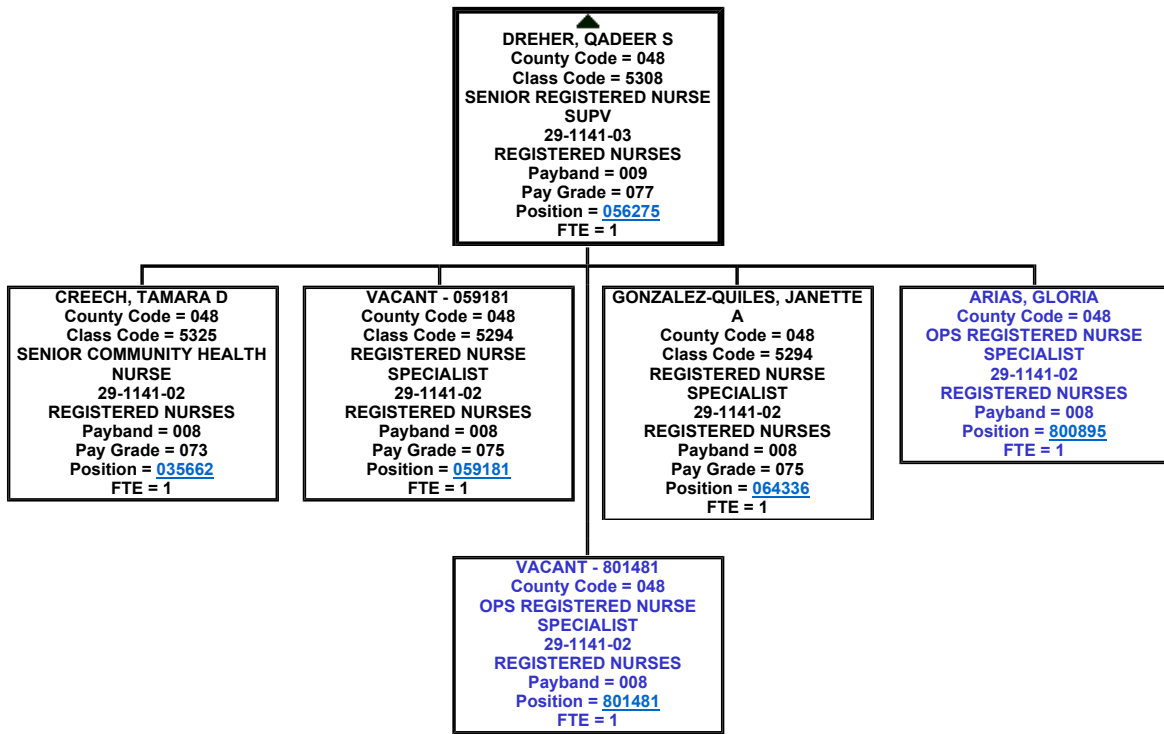 DREHER, QADEER S
County Code = 048
Class Code = 5308
SENIOR REGISTERED NURSE
SUPV
29-1141-03
REGISTERED NURSES
Payband = 009
Pay Grade = 077
Position = 056275
FTE = 1
CREECH, TAMARA D
County Code = 048
Class Code = 5325
SENIOR COMMUNITY HEALTH
NURSE
29-1141-02
REGISTERED NURSES
Payband = 008
Pay Grade = 073
Position = 035662
FTE = 1
VACANT - 059181
County Code = 048
Class Code = 5294
REGISTERED NURSE
SPECIALIST
29-1141-02
REGISTERED NURSES
Payband = 008
Pay Grade = 075
Position = 059181
FTE = 1
GONZALEZ-QUILES, JANETTE
A
County Code = 048
Class Code = 5294
REGISTERED NURSE
SPECIALIST
29-1141-02
REGISTERED NURSES
Payband = 008
Pay Grade = 075
Position = 064336
FTE = 1
ARIAS, GLORIA
County Code = 048
OPS REGISTERED NURSE
SPECIALIST
29-1141-02
REGISTERED NURSES
Payband = 008
Position = 800895
FTE = 1
VACANT - 801481
County Code = 048
OPS REGISTERED NURSE
SPECIALIST
29-1141-02
REGISTERED NURSES
Payband = 008
Position = 801481
FTE = 1